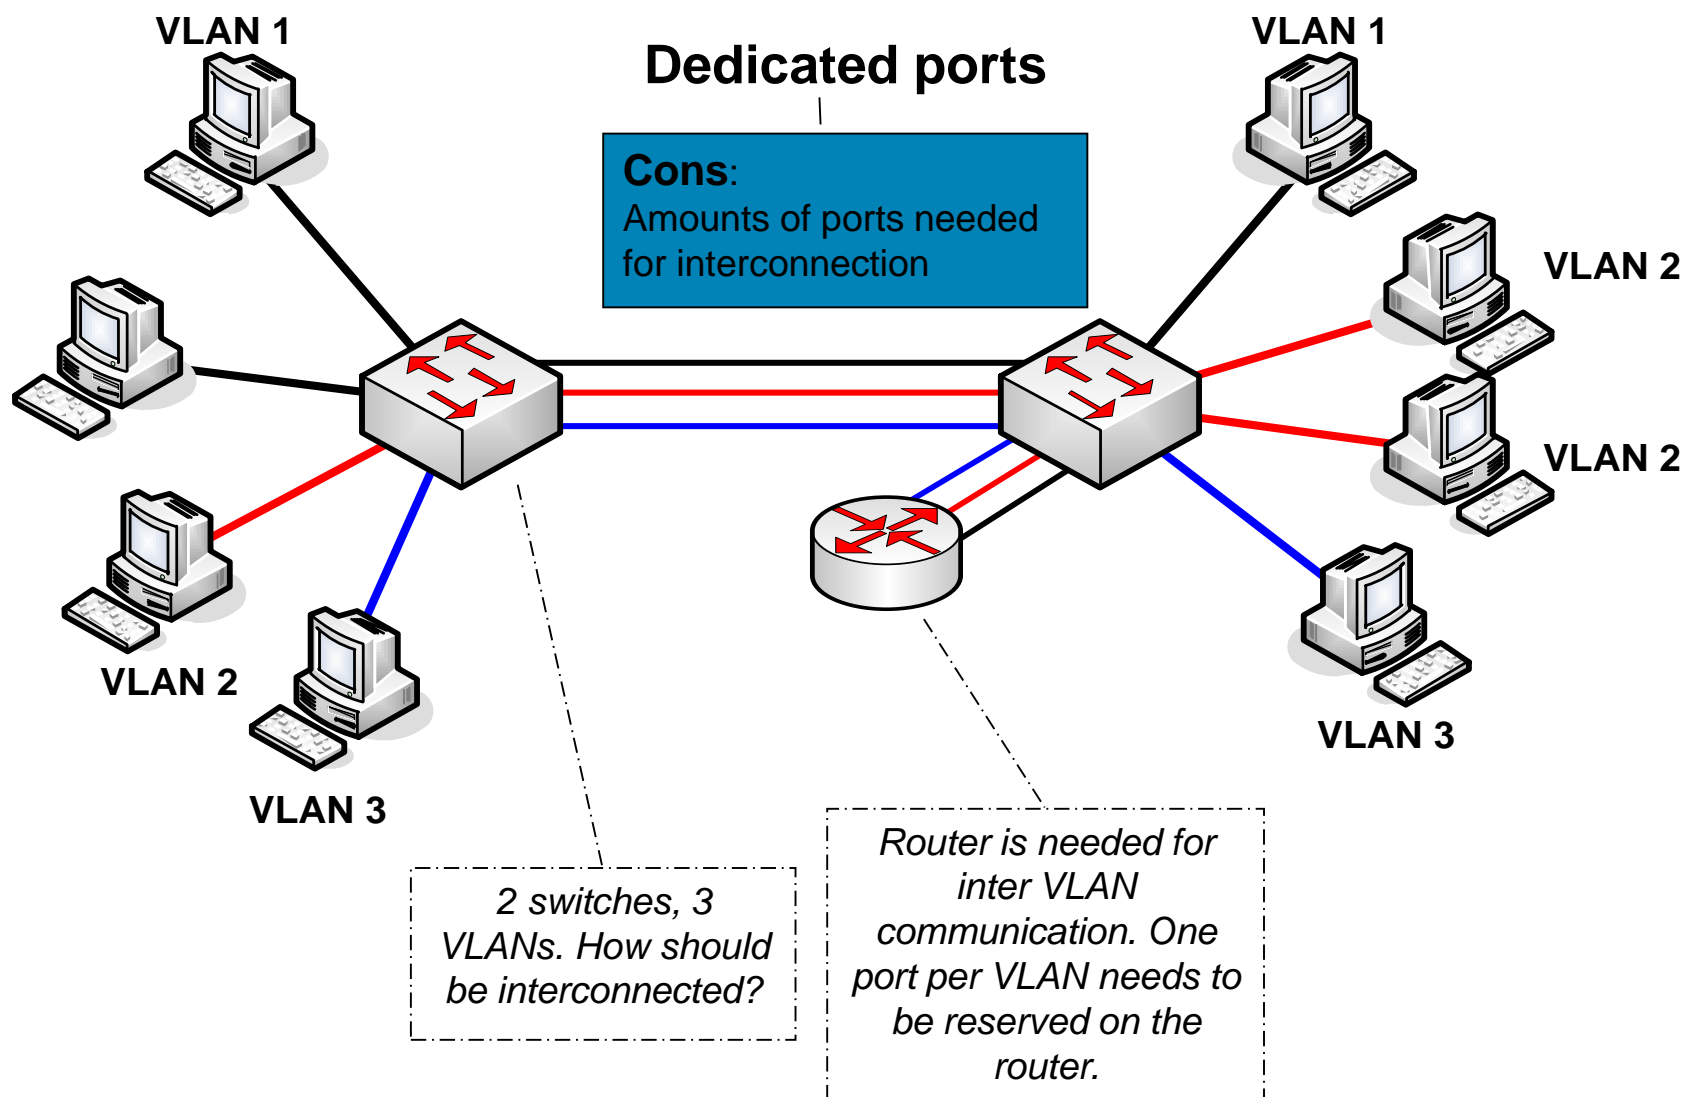 VLAN 1
VLAN 1
Dedicated ports
Cons:
Amounts of ports needed
for interconnection
VLAN 2
VLAN 2
VLAN 2
VLAN 3
VLAN 3
2 switches, 3
VLANs. How should
be interconnected?
Router is needed for
inter VLAN
communication. One
port per VLAN needs to
be reserved on the
router.